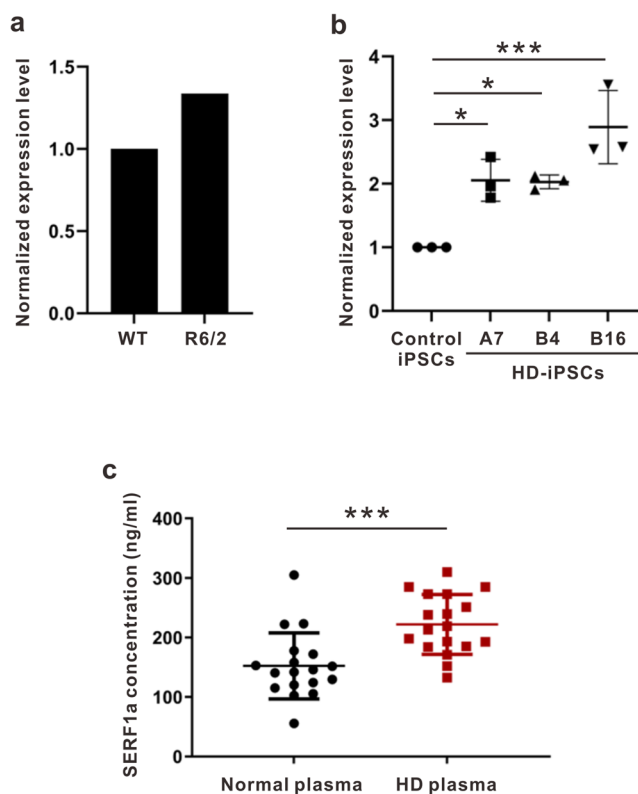 a
Normalized expression level
1.5
1.0
0.5
0.0
WT R6/2
b
Normalized expression level
4
3
2
1
0
***
*
*
Control
iPSCs
A7 B4 B16
HD-iPSCs
c
SERF1a concentration (ng/ml)
400
300
200
100
0
***
Normal plasma HD plasma